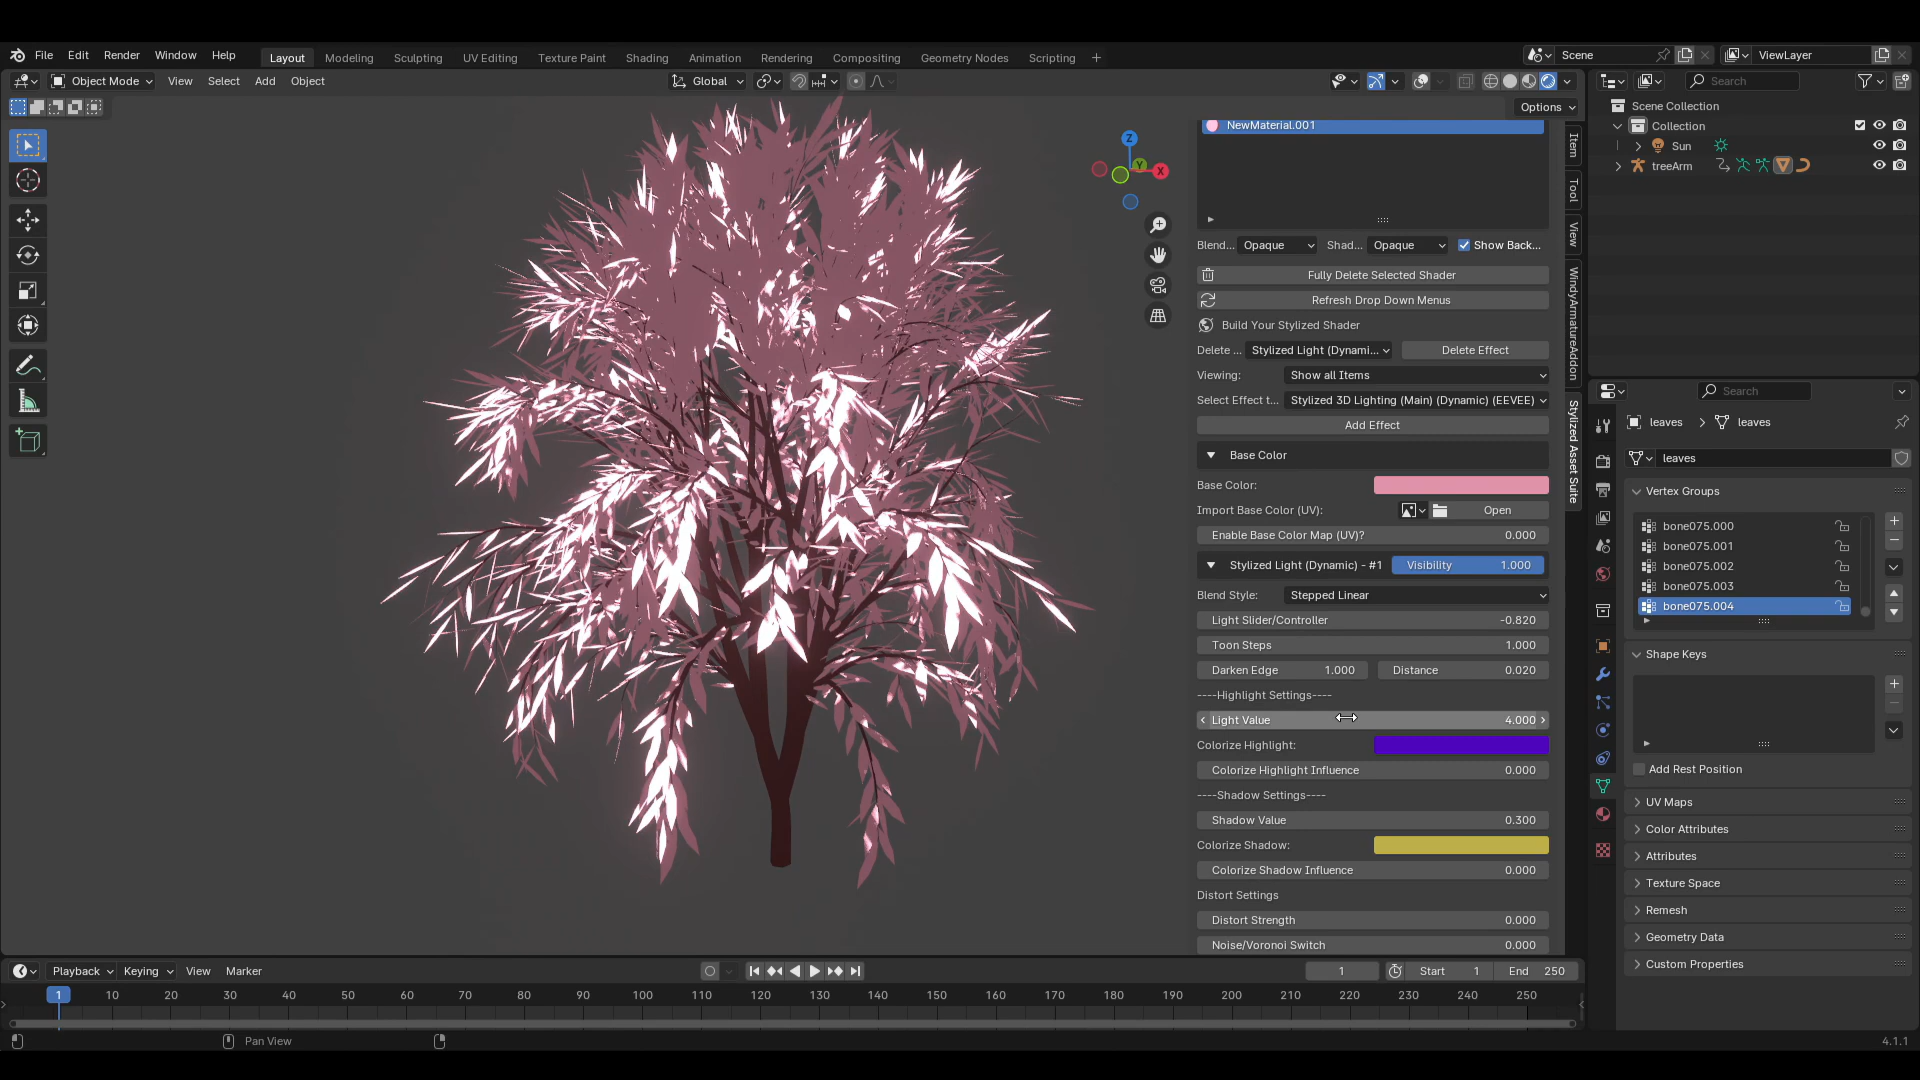 File Edit Render Window Help Layout Modeling Sculpting UV Editing Texture Paint Shading Animation Rendering Compositing Geometry Nodes Scripting + Scene ViewLayer
Object Mode View Select Add Object Global Search
Options
Z
Y
X
Item
Tool
View
WindyArmatureAddon
Stylized Asset Suite
NewMaterial.001
Blend... Opaque Shad... Opaque Show Back...
Fully Delete Selected Shader
Refresh Drop Down Menus
Build Your Stylized Shader
Delete ... Stylized Light (Dynami... Delete Effect
Viewing: Show all Items
Select Effect t... Stylized 3D Lighting (Main) (Dynamic) (EEVEE)
Add Effect
Base Color
Base Color:
Import Base Color (UV): Open
Enable Base Color Map (UV)? 0.000
Stylized Light (Dynamic) - #1 Visibility 1.000
Blend Style: Stepped Linear
Light Slider/Controller -0.820
Toon Steps 1.000
Darken Edge 1.000 Distance 0.020
----Highlight Settings----
Light Value 4.000
Colorize Highlight:
Colorize Highlight Influence 0.000
----Shadow Settings----
Shadow Value 0.300
Colorize Shadow:
Colorize Shadow Influence 0.000
Distort Settings
Distort Strength 0.000
Noise/Voronoi Switch 0.000
Scene Collection
Collection
Sun
treeArm
Search
leaves > leaves
leaves
Vertex Groups
bone075.000
bone075.001
bone075.002
bone075.003
bone075.004
Shape Keys
Add Rest Position
UV Maps
Color Attributes
Attributes
Texture Space
Remesh
Geometry Data
Custom Properties
Playback Keying View Marker 1 Start 1 End 250
1 10 20 30 40 50 60 70 80 90 100 110 120 130 140 150 160 170 180 190 200 210 220 230 240 250
Pan View
4.1.1